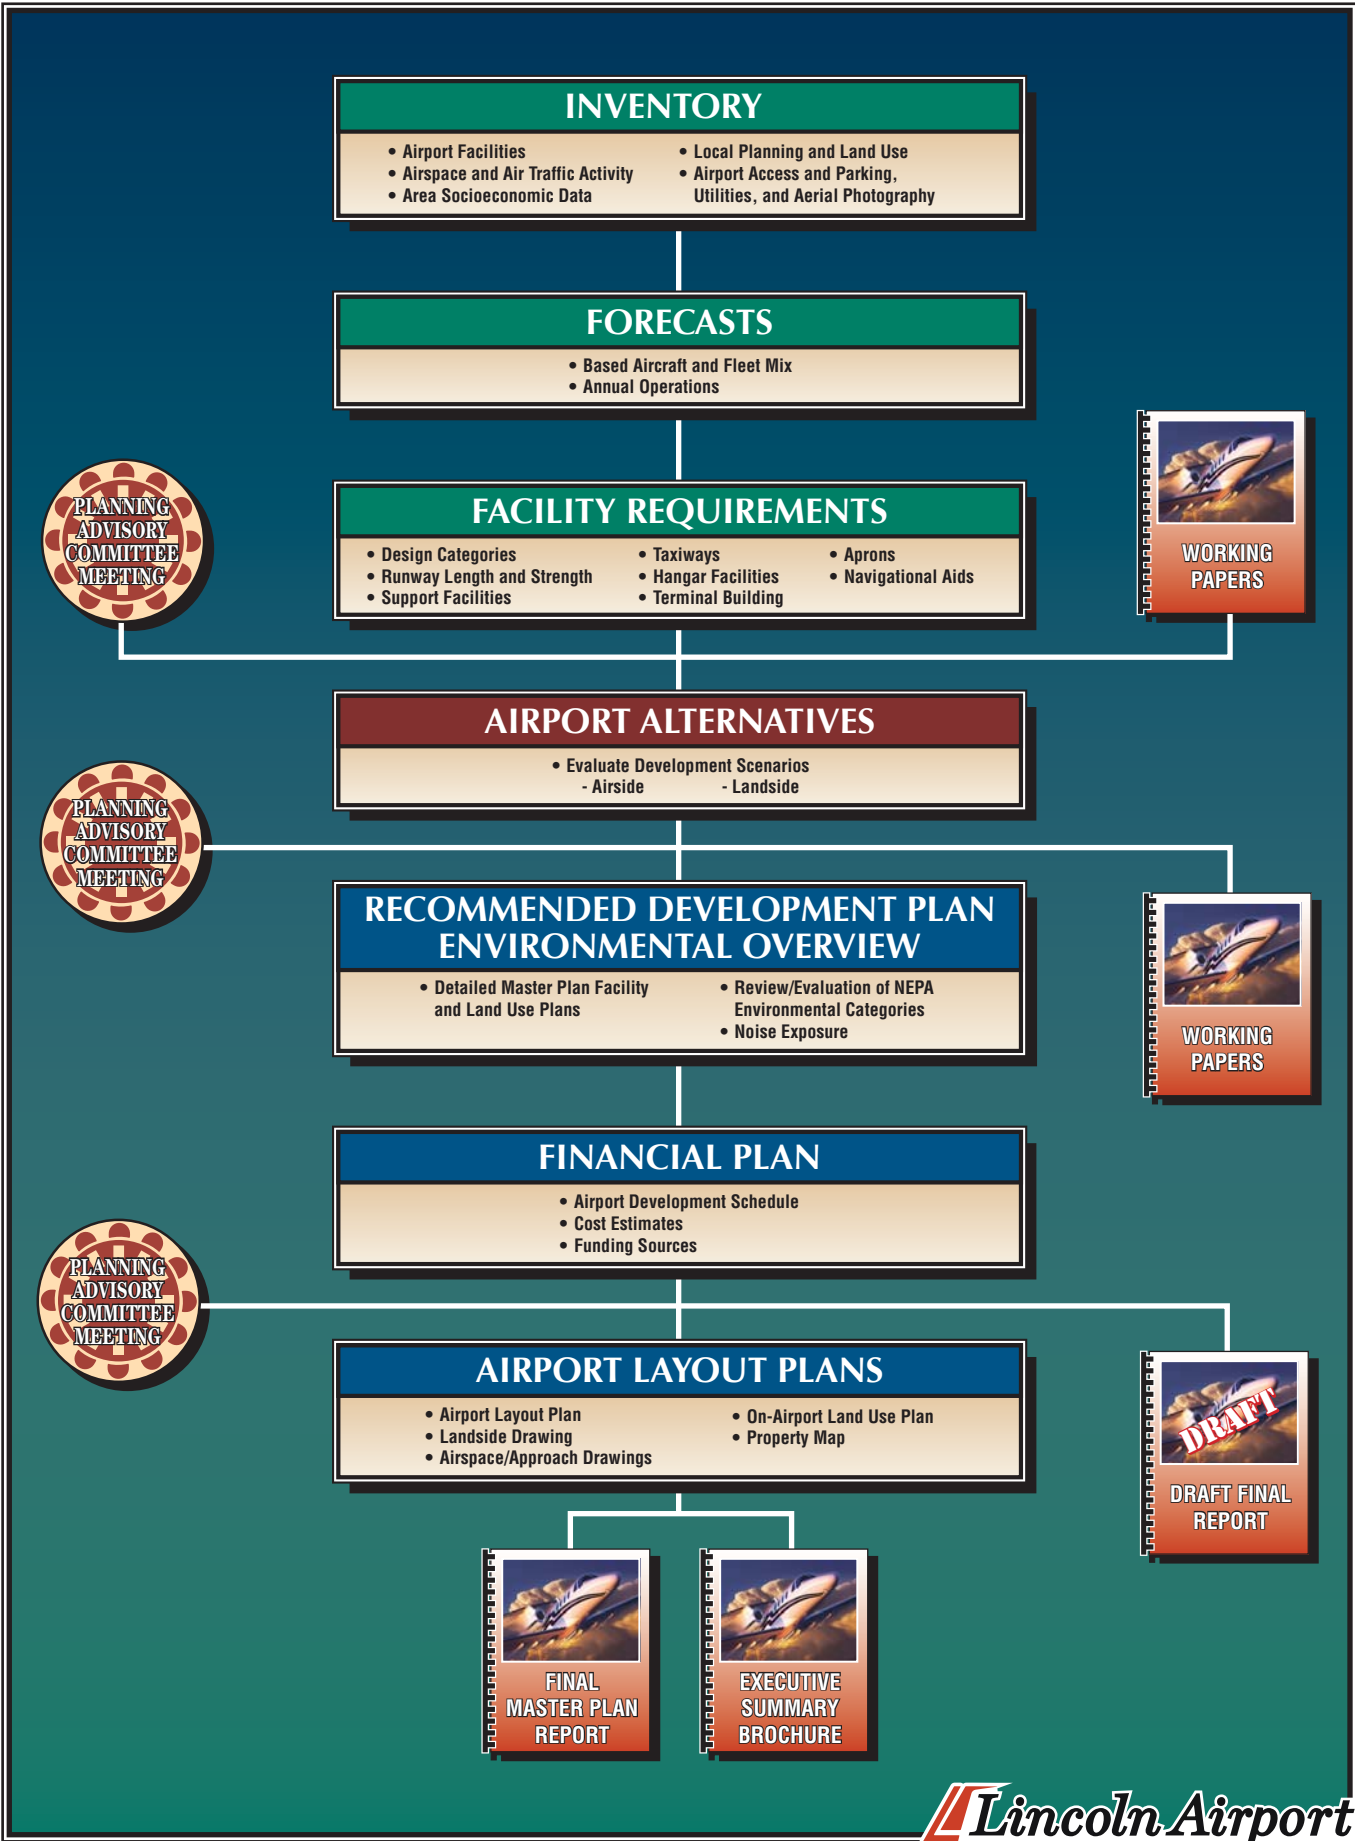 INVENTORY
• Airport Facilities
• Airspace and Air Traffic Activity
• Area Socioeconomic Data
• Local Planning and Land Use
• Airport Access and Parking,
Utilities, and Aerial Photography
FORECASTS
• Based Aircraft and Fleet Mix
• Annual Operations
PLANNING
ADVISORY
COMMITTEE
MEETING
FACILITY REQUIREMENTS
• Design Categories
• Runway Length and Strength
• Support Facilities
• Taxiways
• Hangar Facilities
• Terminal Building
• Aprons
• Navigational Aids
WORKING
PAPERS
AIRPORT ALTERNATIVES
• Evaluate Development Scenarios
- Airside - Landside
PLANNING
ADVISORY
COMMITTEE
MEETING
RECOMMENDED DEVELOPMENT PLAN
ENVIRONMENTAL OVERVIEW
• Detailed Master Plan Facility
and Land Use Plans
• Review/Evaluation of NEPA
Environmental Categories
• Noise Exposure
WORKING
PAPERS
FINANCIAL PLAN
• Airport Development Schedule
• Cost Estimates
• Funding Sources
PLANNING
ADVISORY
COMMITTEE
MEETING
AIRPORT LAYOUT PLANS
• Airport Layout Plan
• Landside Drawing
• Airspace/Approach Drawings
• On-Airport Land Use Plan
• Property Map
DRAFT
DRAFT FINAL
REPORT
FINAL
MASTER PLAN
REPORT
EXECUTIVE
SUMMARY
BROCHURE
Lincoln Airport